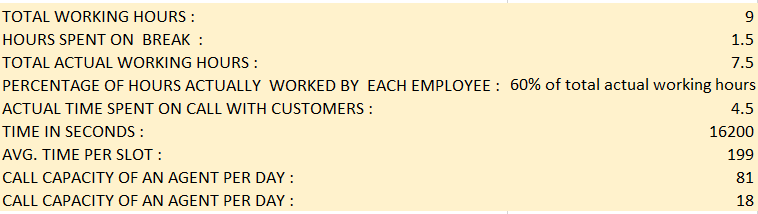 TOTAL WORKING HOURS : 9
HOURS SPENT ON BREAK : 1.5
TOTAL ACTUAL WORKING HOURS : 7.5
PERCENTAGE OF HOURS ACTUALLY WORKED BY EACH EMPLOYEE : 60% of total actual working hours
ACTUAL TIME SPENT ON CALL WITH CUSTOMERS : 4.5
TIME IN SECONDS : 16200
AVG. TIME PER SLOT : 199
CALL CAPACITY OF AN AGENT PER DAY : 81
CALL CAPACITY OF AN AGENT PER DAY : 18